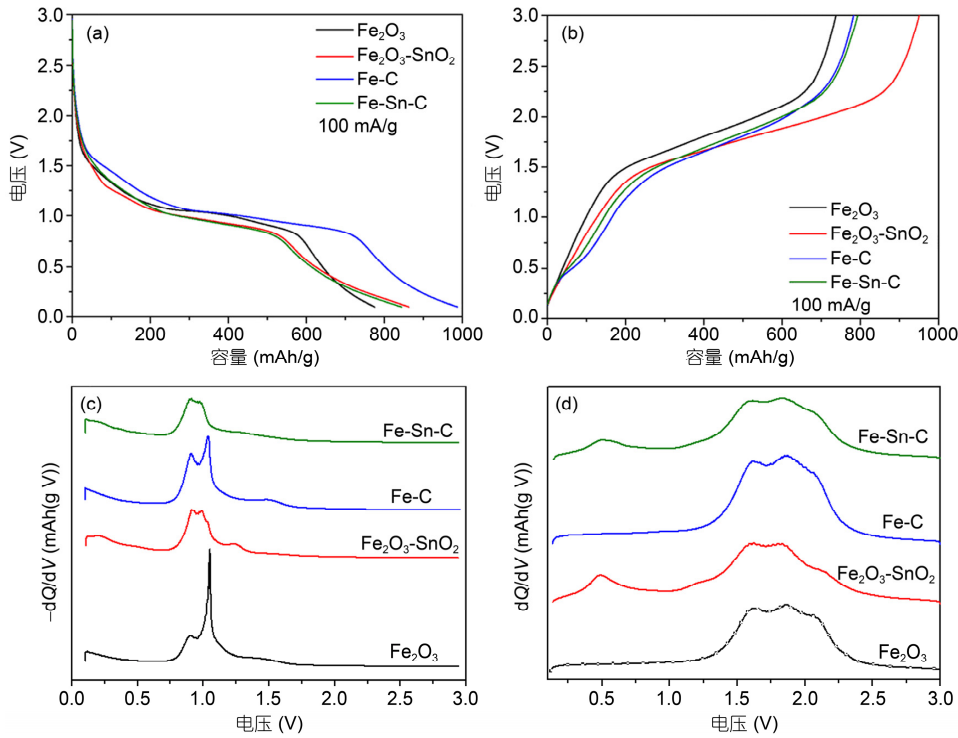 (a)
3.0
2.5
2.0
1.5
1.0
0.5
0.0
电压 (V)
Fe₂O₃
Fe₂O₃-SnO₂
Fe-C
Fe-Sn-C
100 mA/g
0 200 400 600 800 1000
容量 (mAh/g)
(b)
3.0
2.5
2.0
1.5
1.0
0.5
0.0
电压 (V)
Fe₂O₃
Fe₂O₃-SnO₂
Fe-C
Fe-Sn-C
100 mA/g
0 200 400 600 800 1000
容量 (mAh/g)
(c)
−dQ/dV (mAh(g V))
Fe-Sn-C
Fe-C
Fe₂O₃-SnO₂
Fe₂O₃
0.0 0.5 1.0 1.5 2.0 2.5 3.0
电压 (V)
(d)
dQ/dV (mAh(g V))
Fe-Sn-C
Fe-C
Fe₂O₃-SnO₂
Fe₂O₃
0.5 1.0 1.5 2.0 2.5 3.0
电压 (V)